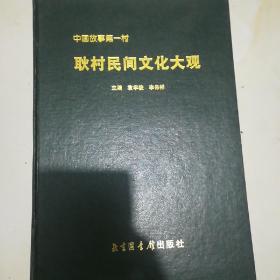 中国故事第一村
耿村民间文化大观
主编 袁学骏 李保祥
北京图书馆出版社